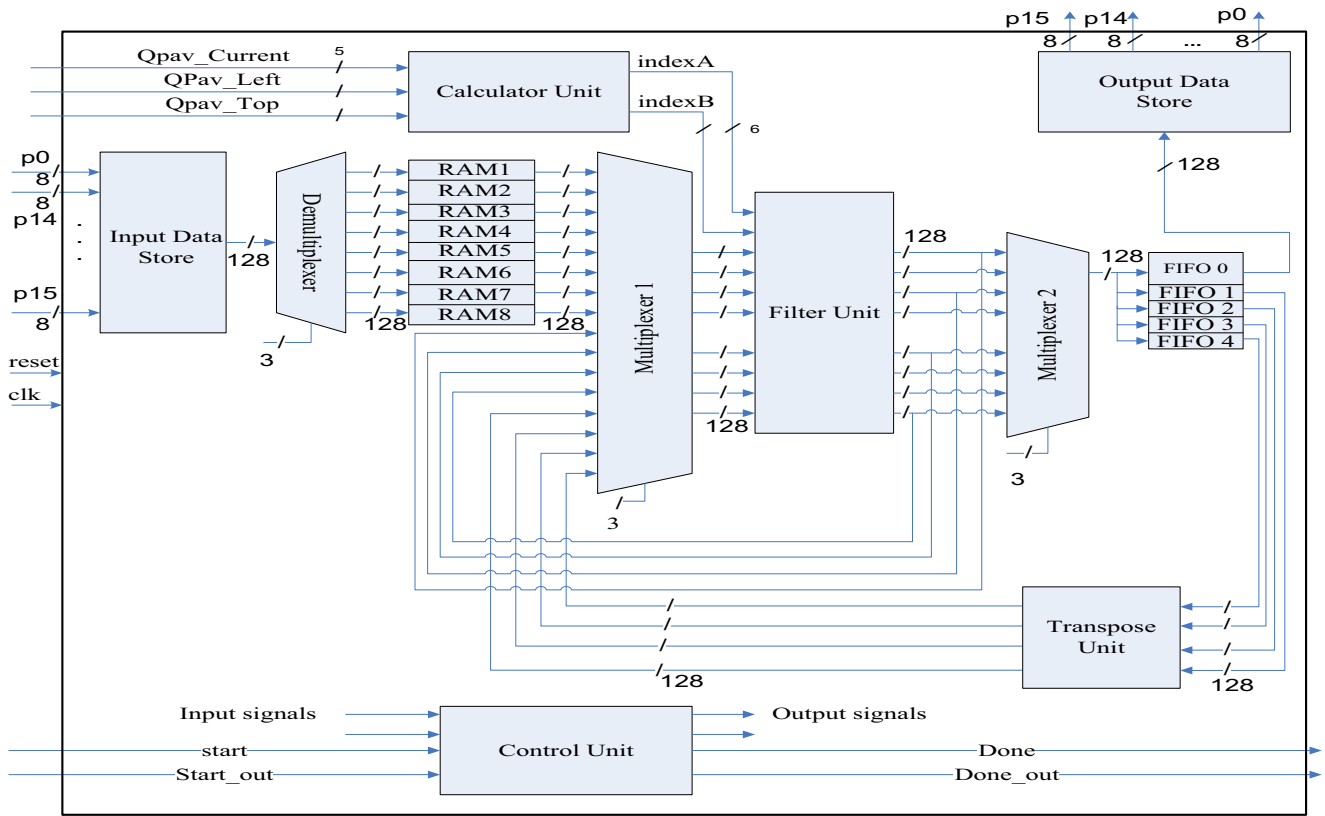 p15 p14 p0
8 8 ... 8
Qpav_Current 5
QPav_Left
Qpav_Top
Calculator Unit
indexA
indexB
6
Output Data
Store
128
p0
8
8
p14
.
.
.
p15
8
reset
clk
Input Data
Store
128
Demultiplexer
3
128
RAM1
RAM2
RAM3
RAM4
RAM5
RAM6
RAM7
RAM8
128
Multiplexer 1
3
128
Filter Unit
128
Multiplexer 2
3
128
FIFO 0
FIFO 1
FIFO 2
FIFO 3
FIFO 4
Transpose
Unit
128
128
Input signals
start
Start_out
Control Unit
Output signals
Done
Done_out